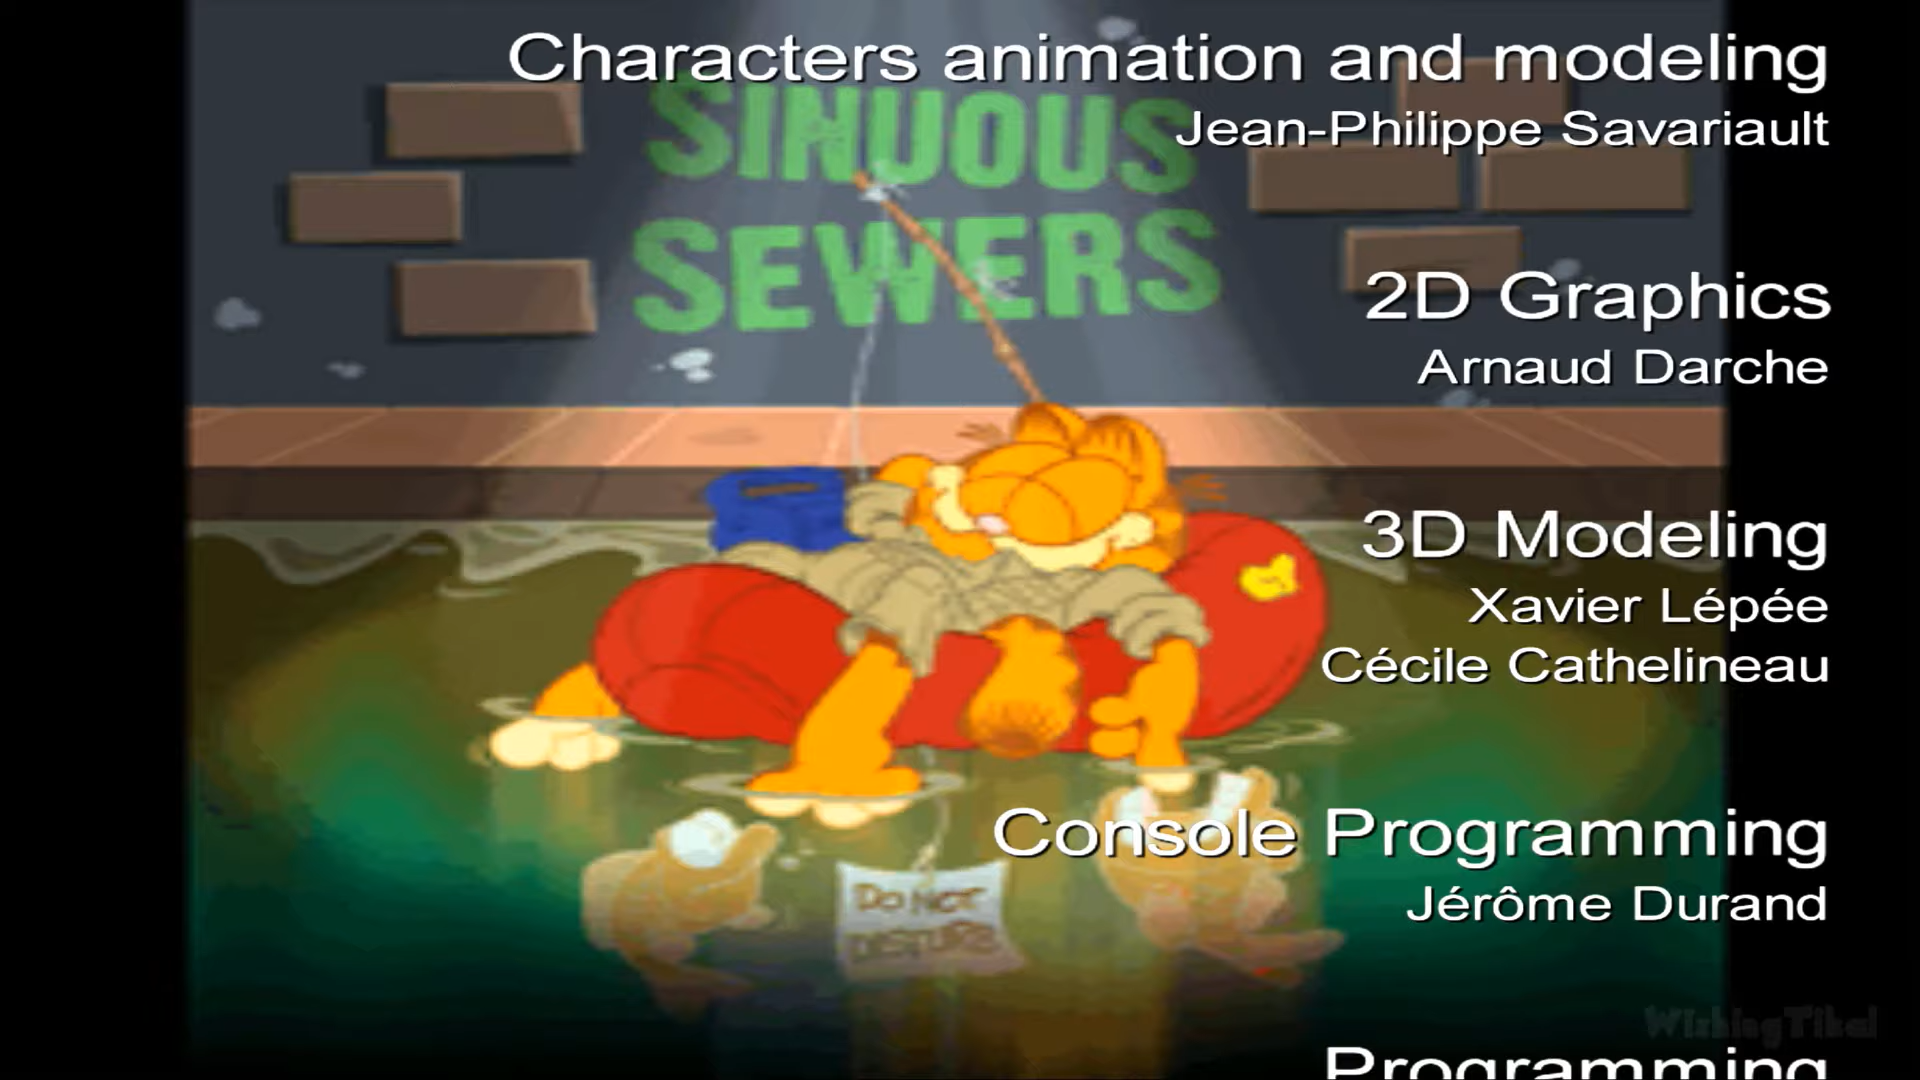 Characters animation and modeling
Jean-Philippe Savariault
SINUOUS
SEWERS
2D Graphics
Arnaud Darche
3D Modeling
Xavier Lépée
Cécile Cathelineau
Console Programming
Jérôme Durand
DO NOT
DISTURB
WishingTikal
Programming